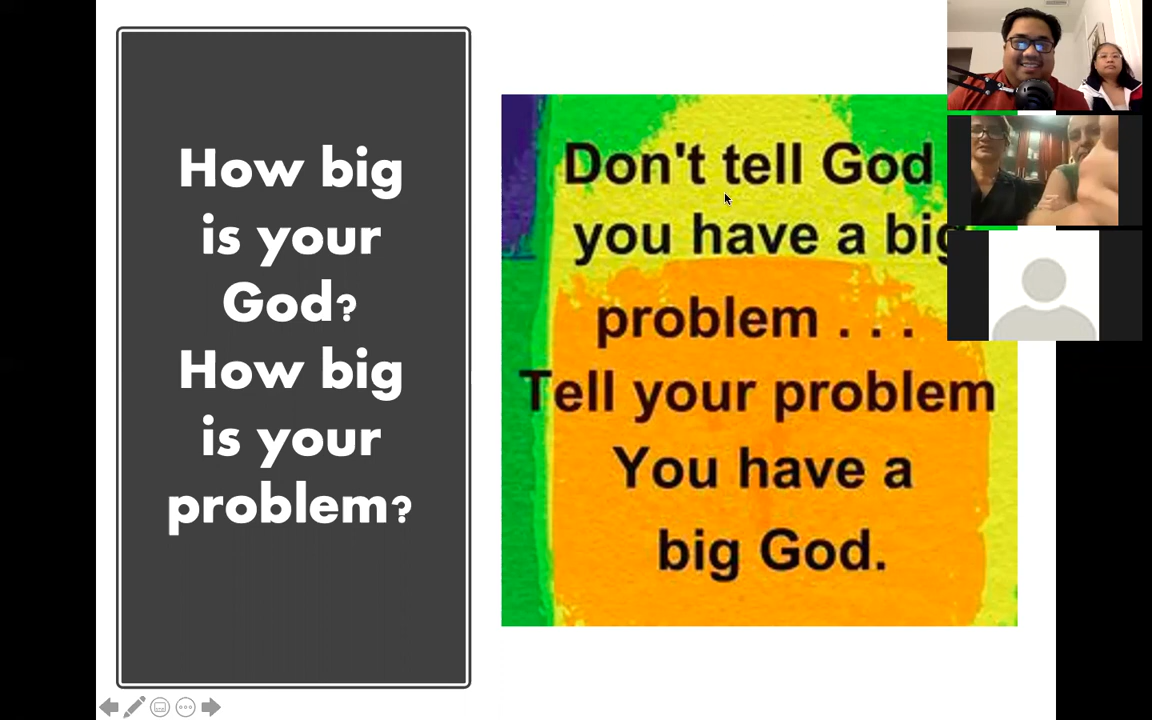 How big
is your
God?
How big
is your
problem?
Don't tell God
you have a big
problem . . .
Tell your problem
You have a
big God.